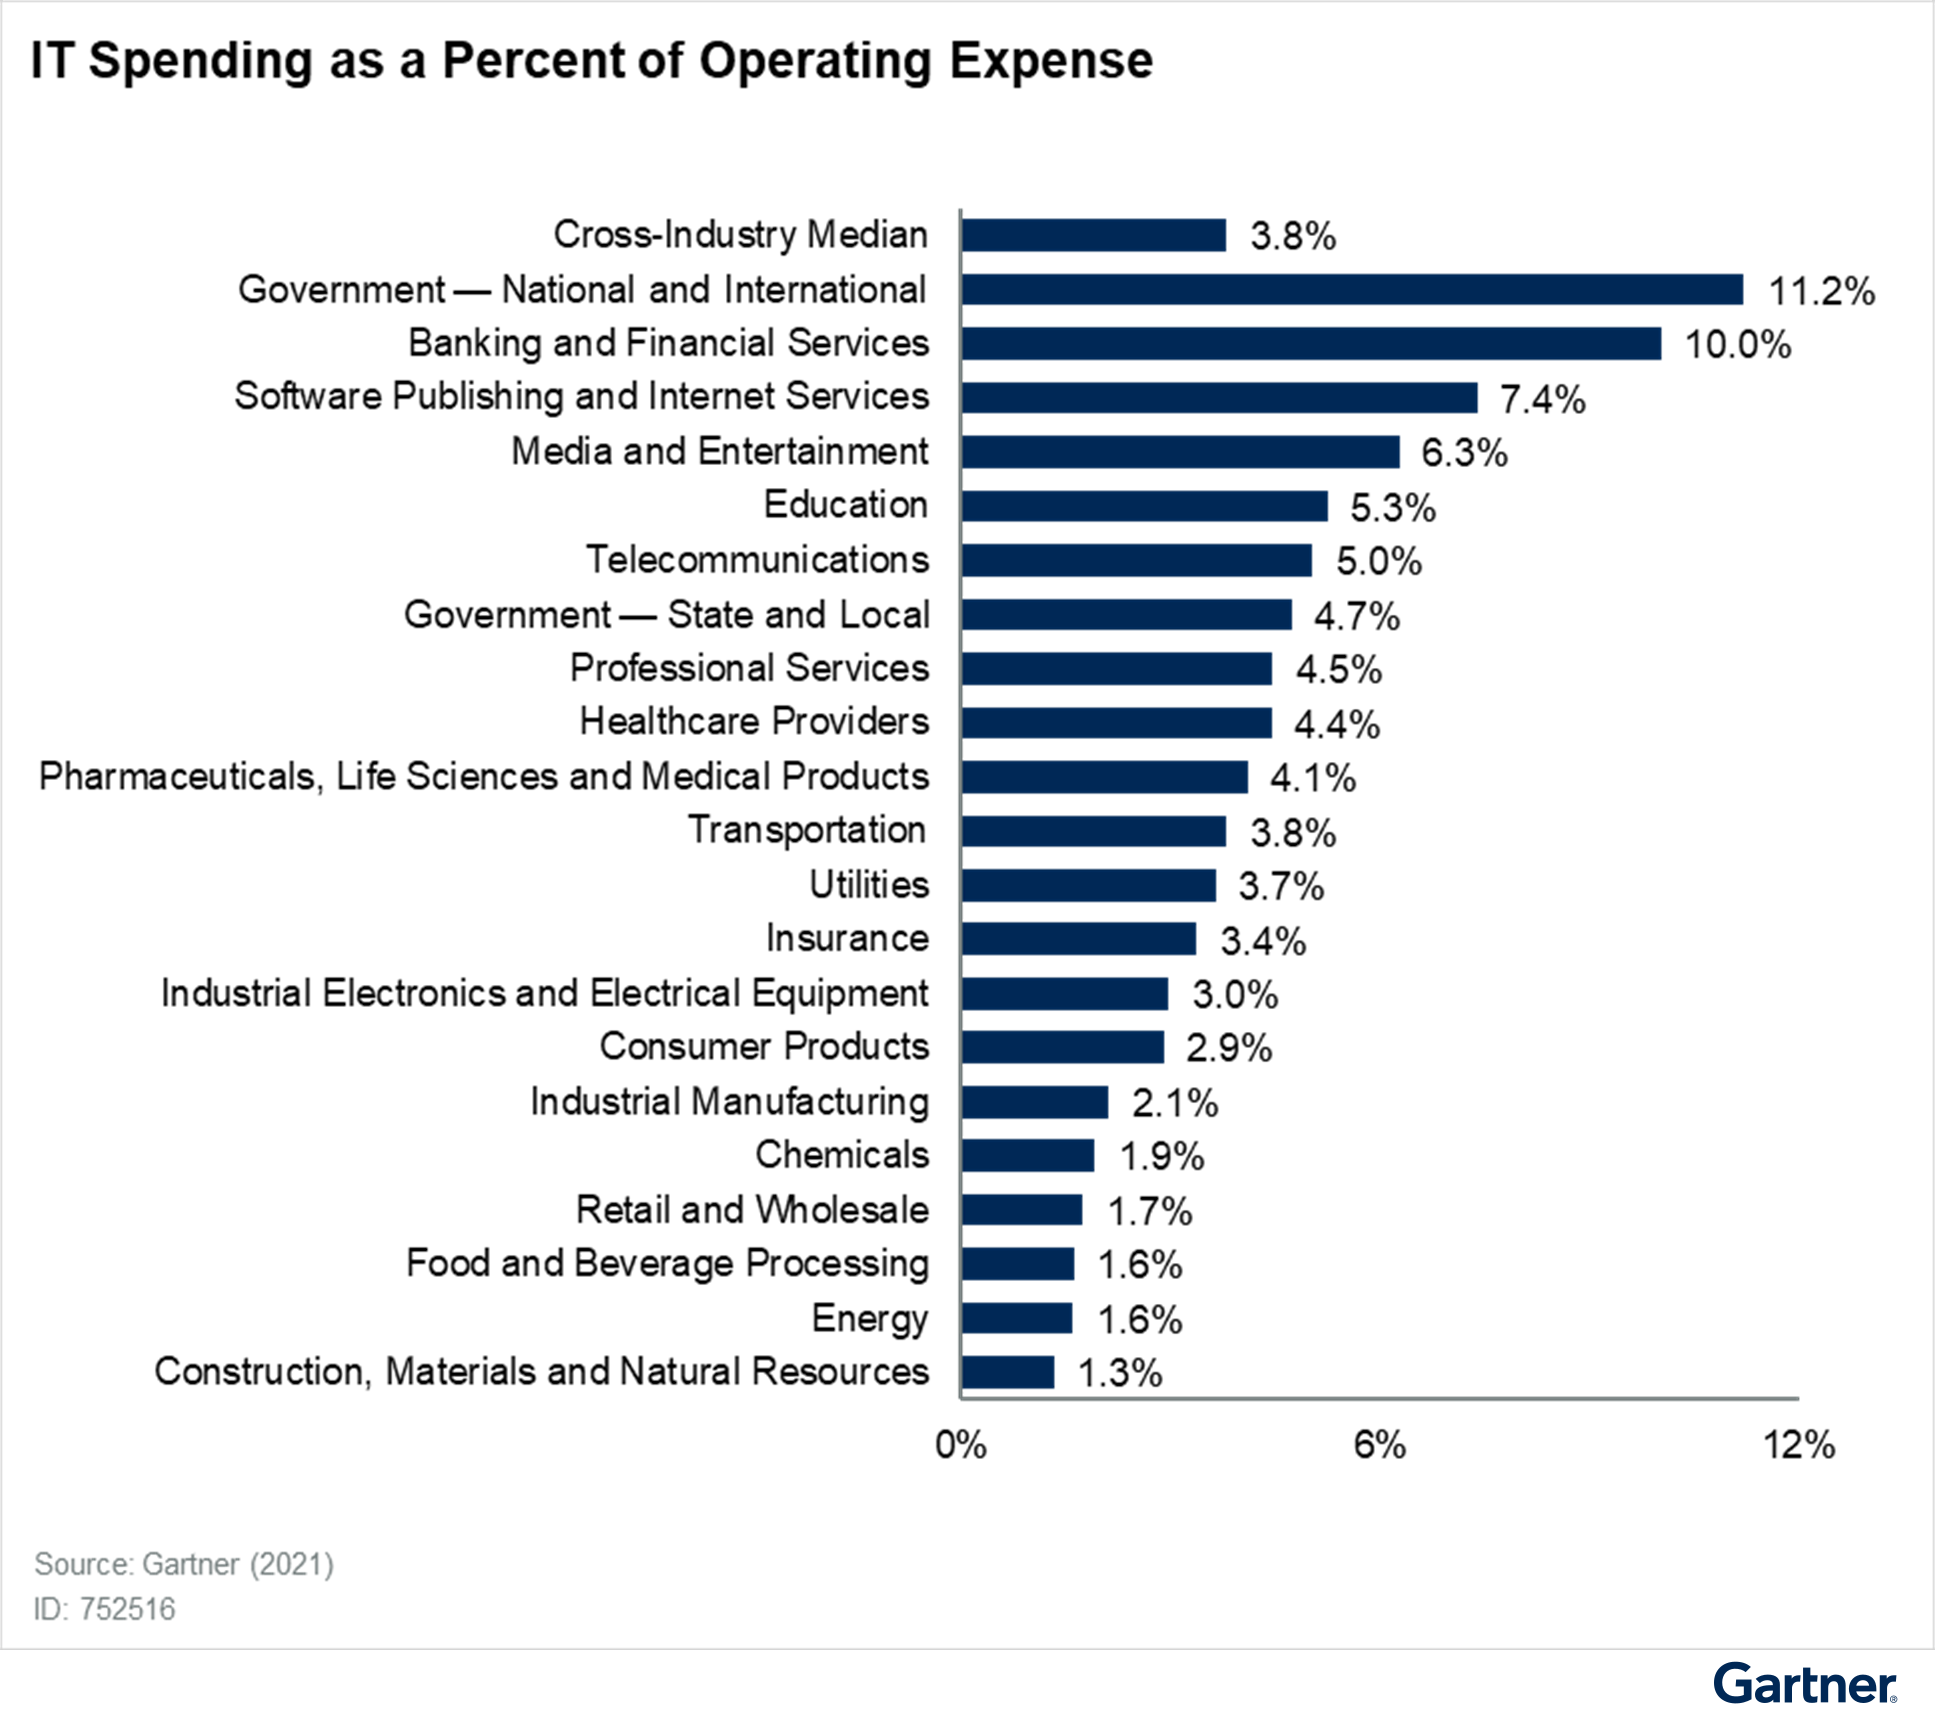 IT Spending as a Percent of Operating Expense
Cross-Industry Median 3.8%
Government — National and International 11.2%
Banking and Financial Services 10.0%
Software Publishing and Internet Services 7.4%
Media and Entertainment 6.3%
Education 5.3%
Telecommunications 5.0%
Government — State and Local 4.7%
Professional Services 4.5%
Healthcare Providers 4.4%
Pharmaceuticals, Life Sciences and Medical Products 4.1%
Transportation 3.8%
Utilities 3.7%
Insurance 3.4%
Industrial Electronics and Electrical Equipment 3.0%
Consumer Products 2.9%
Industrial Manufacturing 2.1%
Chemicals 1.9%
Retail and Wholesale 1.7%
Food and Beverage Processing 1.6%
Energy 1.6%
Construction, Materials and Natural Resources 1.3%
0% 6% 12%
Source: Gartner (2021)
ID: 752516
Gartner®